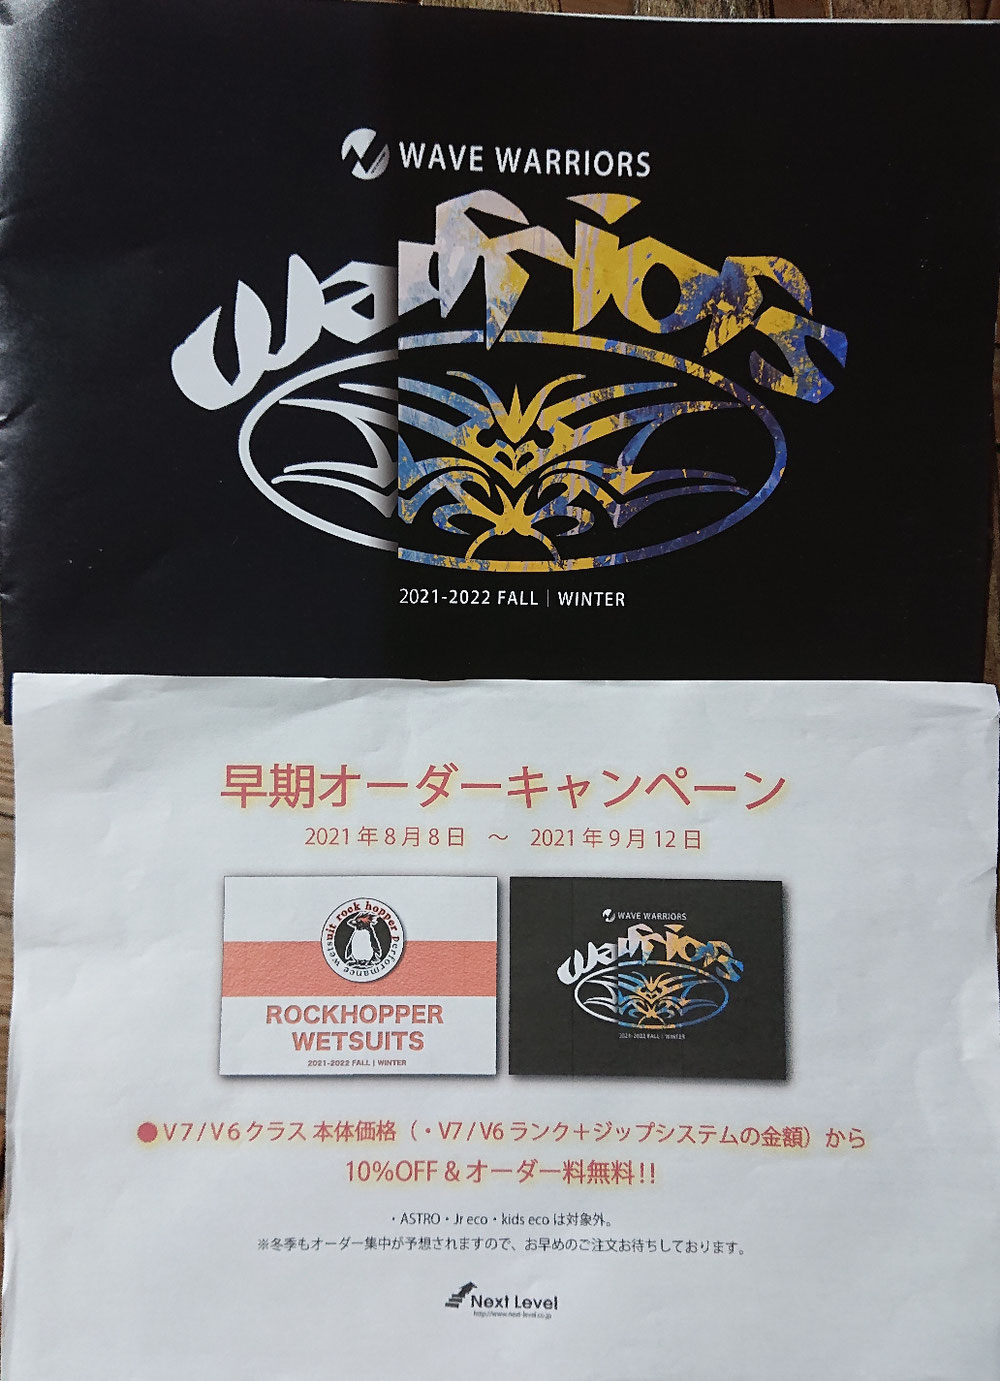 WAVE WARRIORS
warriors
2021-2022 FALL | WINTER
早期オーダーキャンペーン
2021年8月8日 ～ 2021年9月12日
wetsuit rock hopper performance
ROCKHOPPER
WETSUITS
2021-2022 FALL | WINTER
WAVE WARRIORS
warriors
2021-2022 FALL | WINTER
●V7/V6クラス 本体価格（・V7/V6ランク＋ジップシステムの金額）から
10%OFF＆オーダー料無料!!
・ASTRO・Jr eco・kids ecoは対象外。
※冬季もオーダー集中が予想されますので、お早めのご注文お待ちしております。
Next Level
http://www.next-level.co.jp